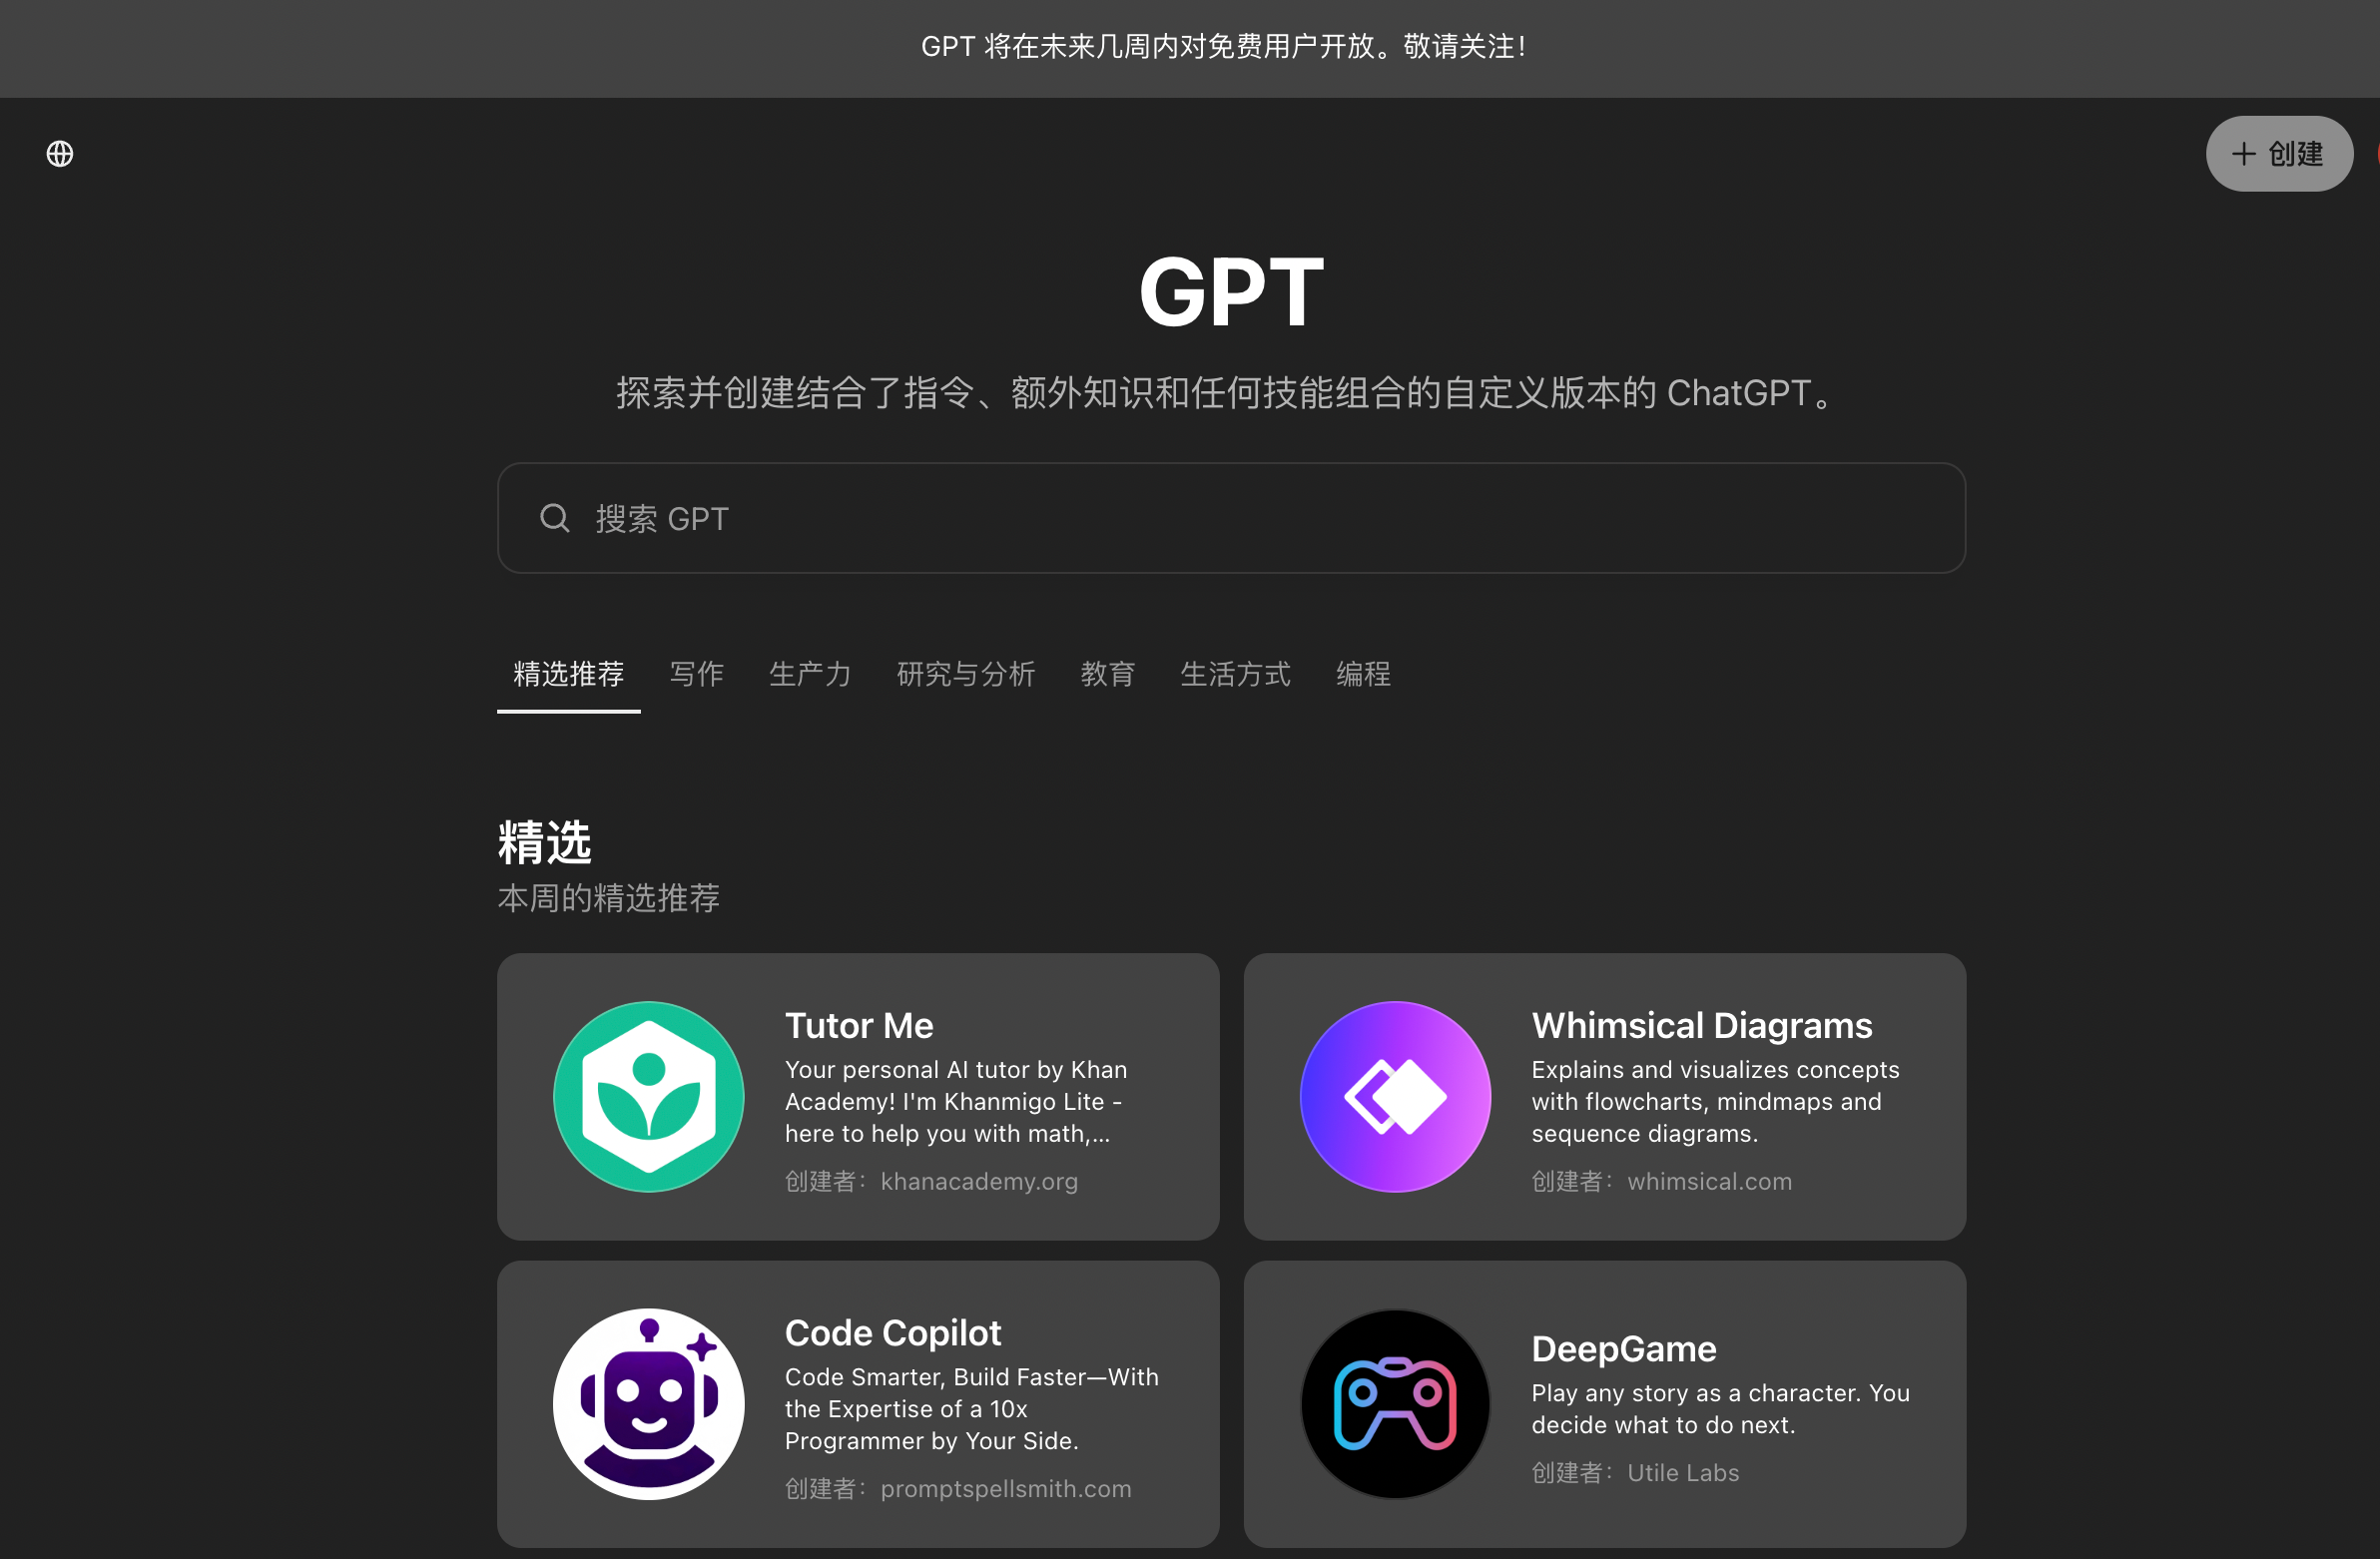 GPT 将在未来几周内对免费用户开放。敬请关注！
创建
GPT
探索并创建结合了指令、额外知识和任何技能组合的自定义版本的 ChatGPT。
搜索 GPT
精选推荐 写作 生产力 研究与分析 教育 生活方式 编程
精选
本周的精选推荐
Tutor Me
Your personal AI tutor by Khan
Academy! I'm Khanmigo Lite -
here to help you with math,...
创建者：khanacademy.org
Whimsical Diagrams
Explains and visualizes concepts
with flowcharts, mindmaps and
sequence diagrams.
创建者：whimsical.com
Code Copilot
Code Smarter, Build Faster—With
the Expertise of a 10x
Programmer by Your Side.
创建者：promptspellsmith.com
DeepGame
Play any story as a character. You
decide what to do next.
创建者：Utile Labs